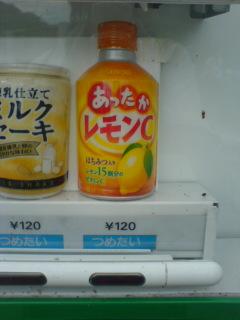 乳仕立て
ミルク
セーキ
あったか
レモンC
はちみつ入り
レモン15個分の
ビタミンC
¥120
¥120
つめたい
つめたい